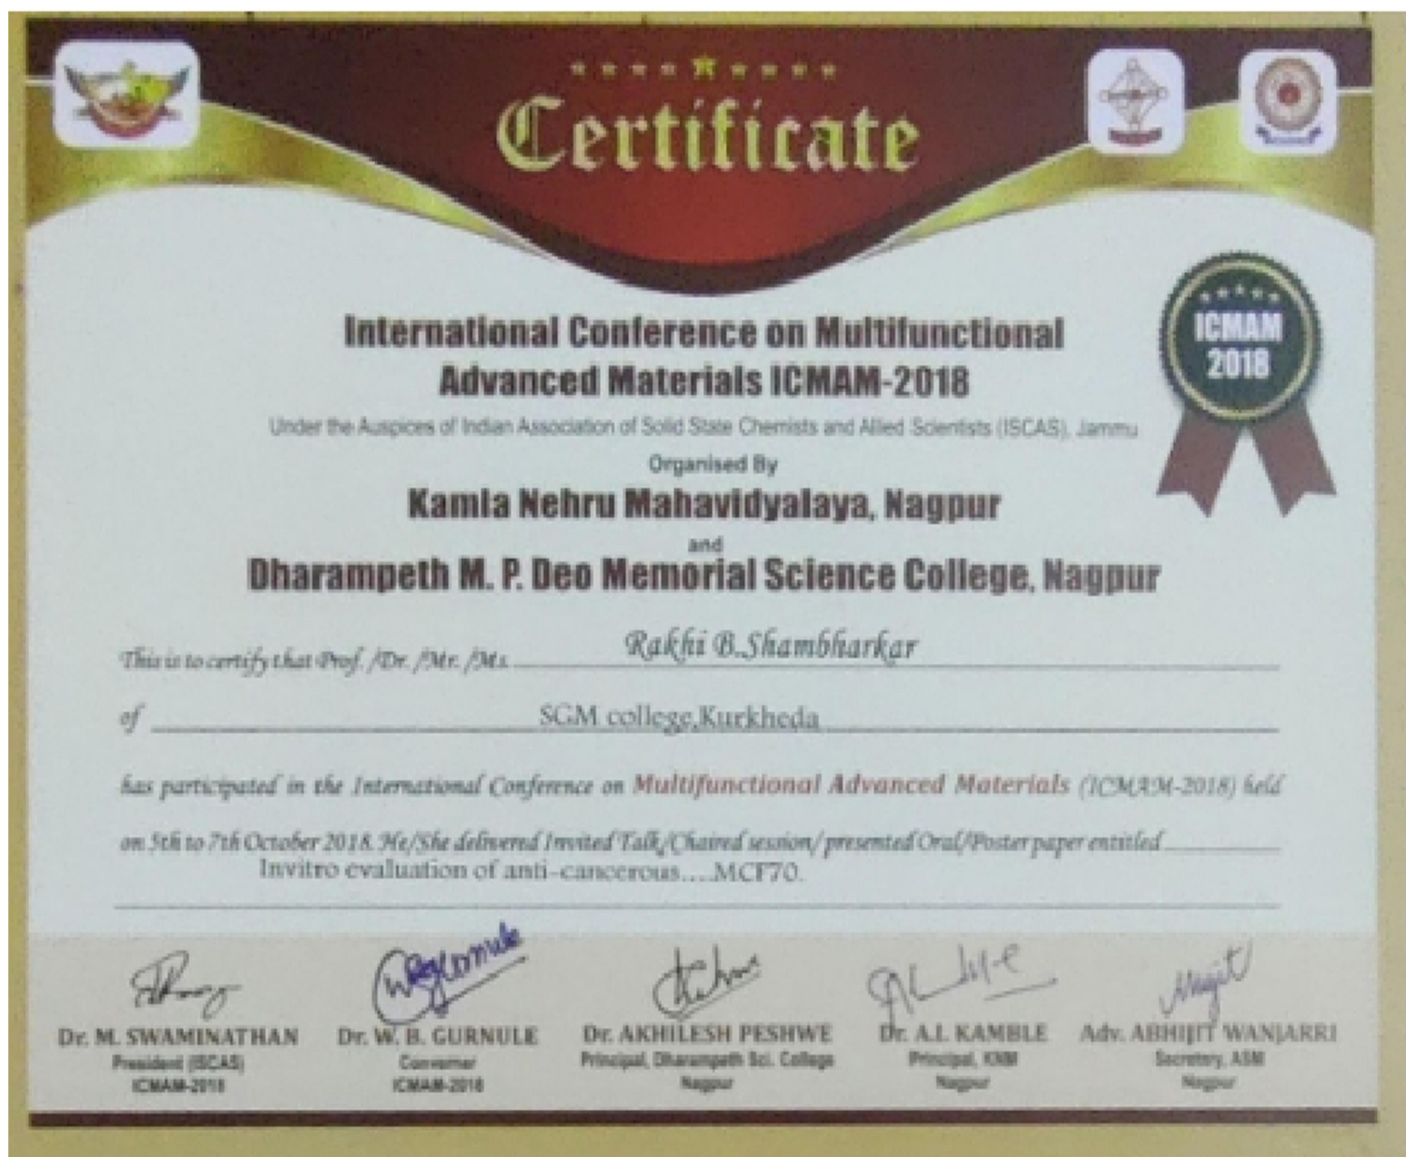 Certificate
ICMAM
2018
International Conference on Multifunctional
Advanced Materials ICMAM-2018
Under the Auspices of Indian Association of Solid State Chemists and Allied Scientists (ISCAS), Jammu
Organised By
Kamla Nehru Mahavidyalaya, Nagpur
and
Dharampeth M. P. Deo Memorial Science College, Nagpur
This is to certify that Prof. /Dr. /Mr. /Ms. Rakhi B.Shambharkar
of SGM college,Kurkheda
has participated in the International Conference on Multifunctional Advanced Materials (ICMAM-2018) held
on 5th to 7th October 2018. He/She delivered Invited Talk/Chaired session/ presented Oral/Poster paper entitled
Invitro evaluation of anti-cancerous....MCF70.
Dr. M. SWAMINATHAN
President (ISCAS)
ICMAM-2018
Dr. W. B. GURNULE
Convener
ICMAM-2018
Dr. AKHILESH PESHWE
Principal, Dharampeth Sci. College
Nagpur
Dr. A.L. KAMBLE
Principal, KNM
Nagpur
Adv. ABHIJIT WANJARRI
Secretary, ASM
Nagpur